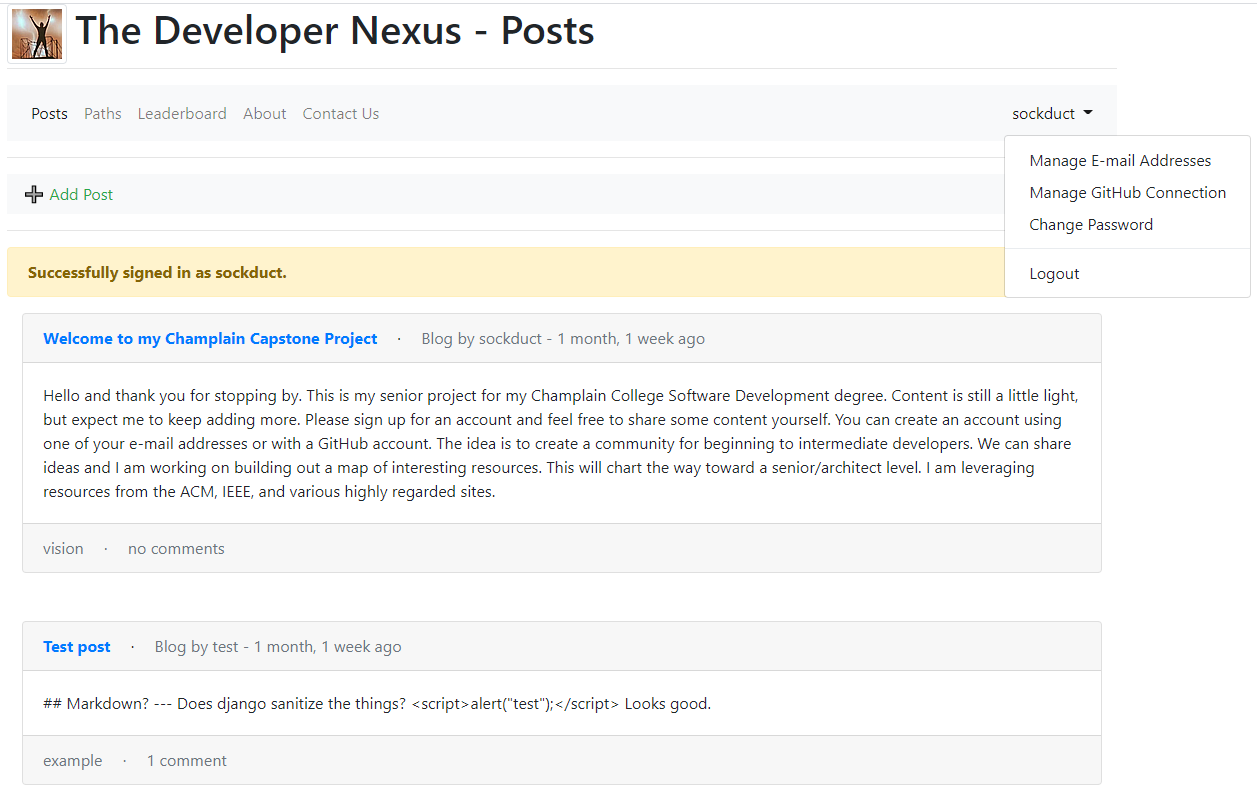 The Developer Nexus - Posts
Posts Paths Leaderboard About Contact Us sockduct
Manage E-mail Addresses
Manage GitHub Connection
Change Password
Logout
Add Post
Successfully signed in as sockduct.
Welcome to my Champlain Capstone Project · Blog by sockduct - 1 month, 1 week ago
Hello and thank you for stopping by. This is my senior project for my Champlain College Software Development degree. Content is still a little light,
but expect me to keep adding more. Please sign up for an account and feel free to share some content yourself. You can create an account using
one of your e-mail addresses or with a GitHub account. The idea is to create a community for beginning to intermediate developers. We can share
ideas and I am working on building out a map of interesting resources. This will chart the way toward a senior/architect level. I am leveraging
resources from the ACM, IEEE, and various highly regarded sites.
vision · no comments
Test post · Blog by test - 1 month, 1 week ago
## Markdown? --- Does django sanitize the things? <script>alert("test");</script> Looks good.
example · 1 comment